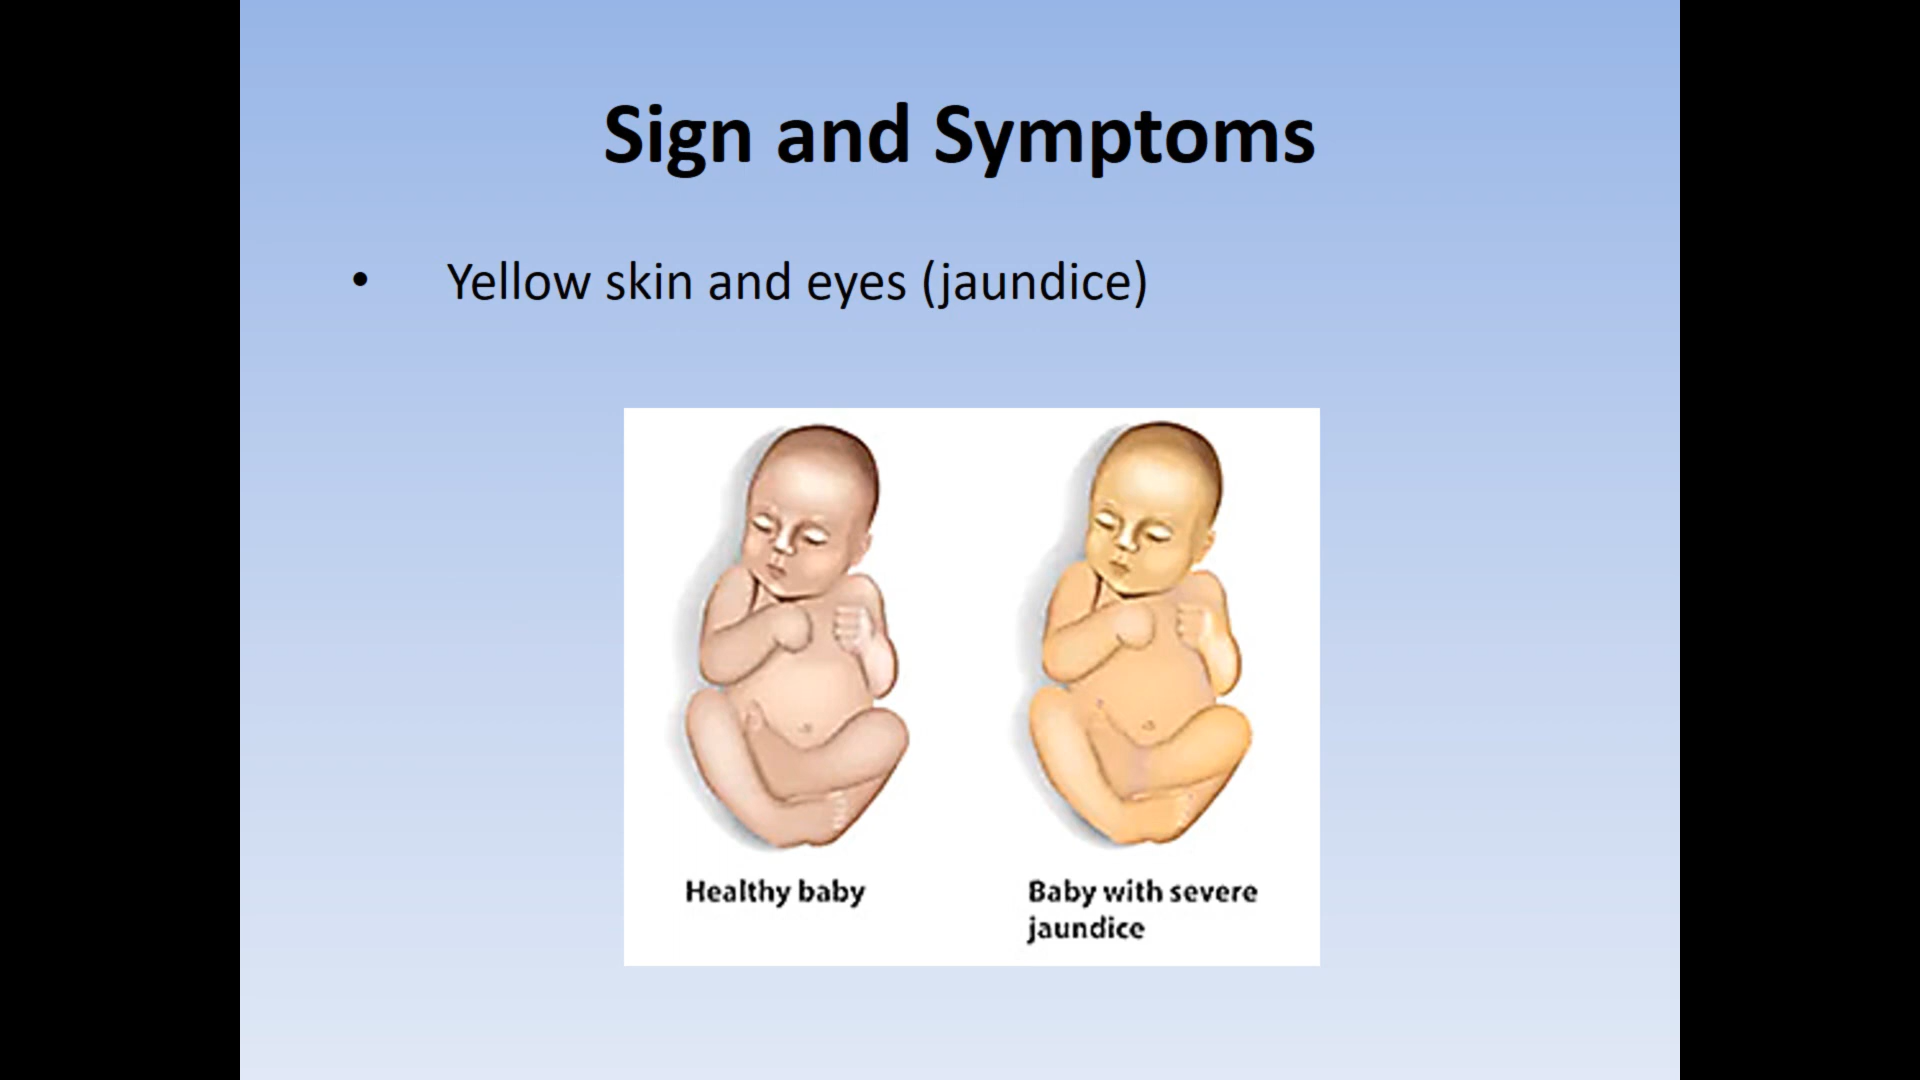 Sign and Symptoms
• Yellow skin and eyes (jaundice)
Healthy baby
Baby with severe
jaundice